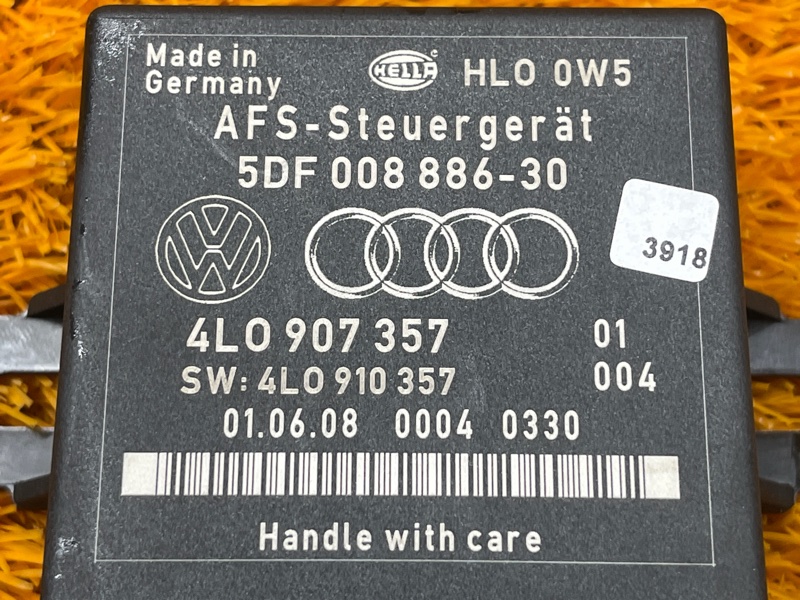 Made in
Germany
HELLA
HLO 0W5
AFS-Steuergerät
5DF 008 886-30
3918
4L0 907 357 01
SW: 4L0 910 357 004
01.06.08 0004 0330
Handle with care